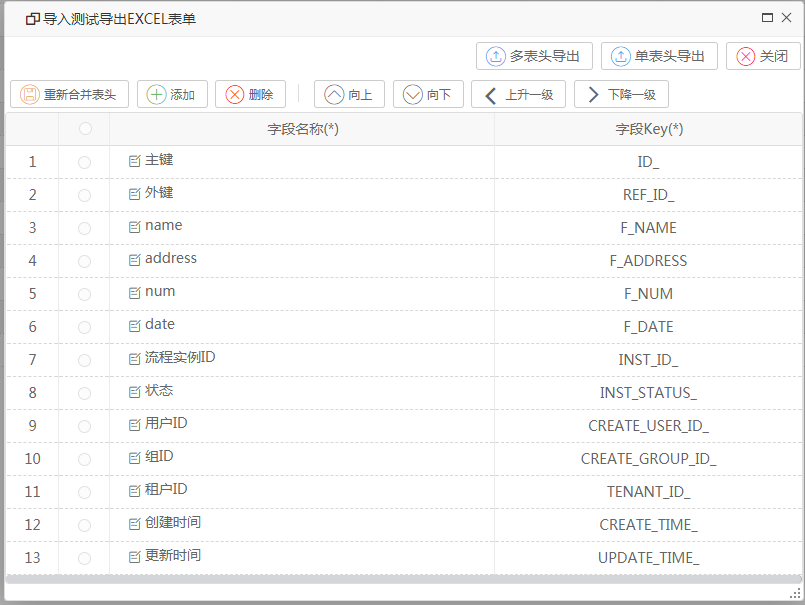 导入测试导出EXCEL表单
多表头导出 单表头导出 关闭
重新合并表头 添加 删除 向上 向下 上升一级 下降一级
字段名称(*) 字段Key(*)
1 主键 ID_
2 外键 REF_ID_
3 name F_NAME
4 address F_ADDRESS
5 num F_NUM
6 date F_DATE
7 流程实例ID INST_ID_
8 状态 INST_STATUS_
9 用户ID CREATE_USER_ID_
10 组ID CREATE_GROUP_ID_
11 租户ID TENANT_ID_
12 创建时间 CREATE_TIME_
13 更新时间 UPDATE_TIME_